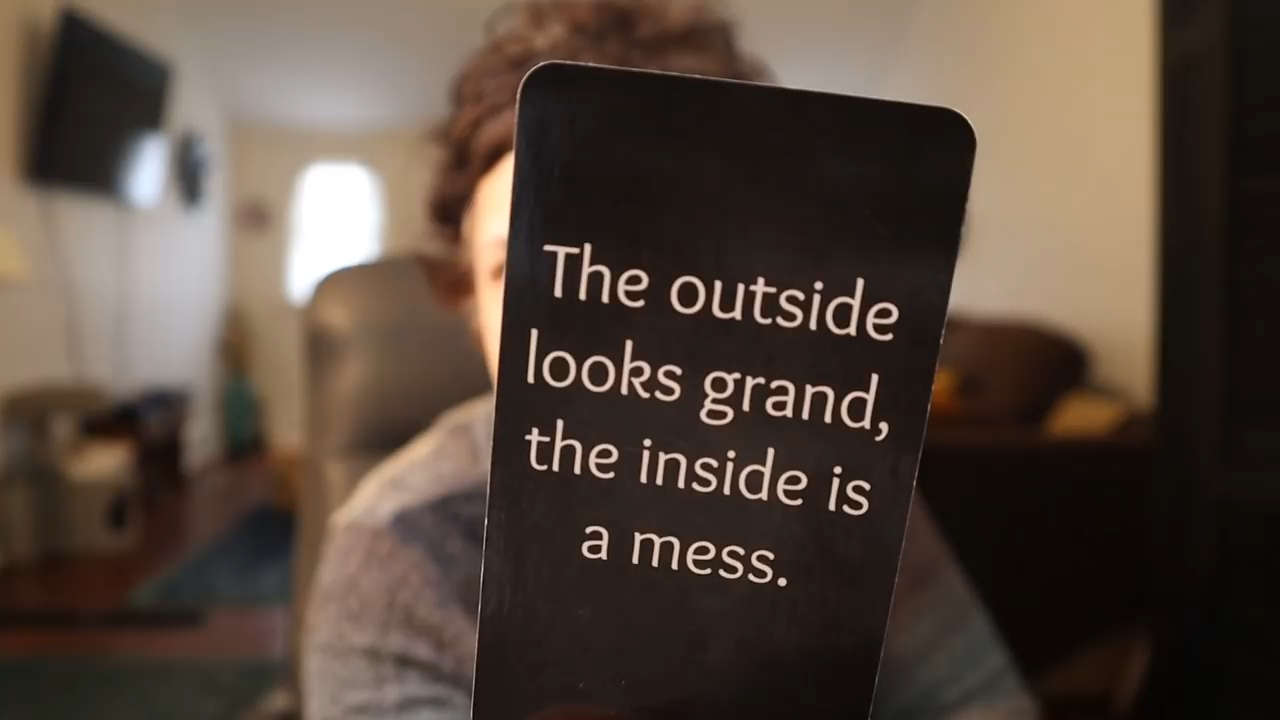 The outside
looks grand,
the inside is
a mess.